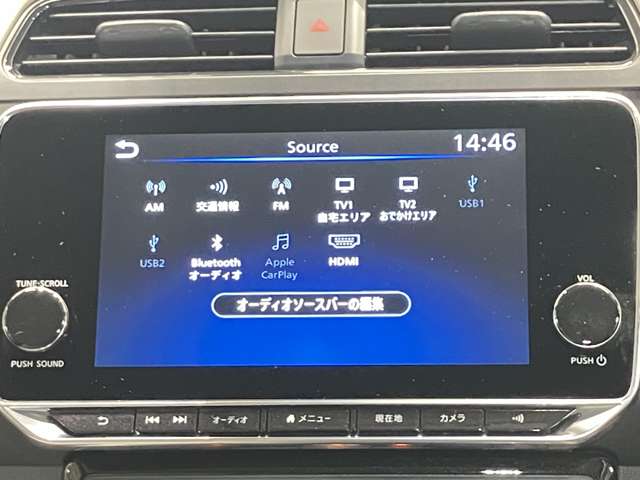 Source 14:46
AM 交通情報 FM TV1 TV2 USB1
自宅エリア おでかけエリア
USB2 Bluetooth Apple HDMI
オーディオ CarPlay
TUNE·SCROLL
VOL
オーディオソースバーの編集
PUSH SOUND
PUSH
オーディオ メニュー 現在地 カメラ